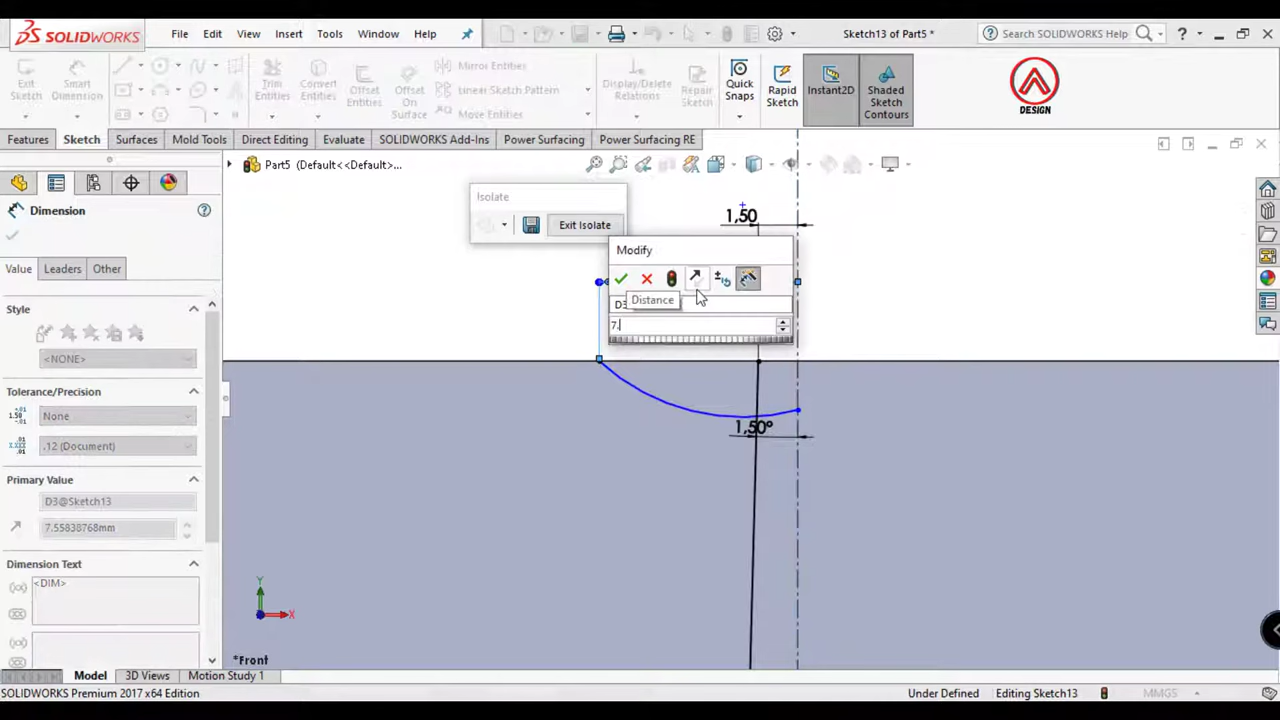 SOLIDWORKS File Edit View Insert Tools Window Help Sketch13 of Part5 * Search SOLIDWORKS Help ?
Exit Sketch Smart Dimension Trim Entities Convert Entities Offset Entities Offset On Surface Mirror Entities Linear Sketch Pattern Move Entities Display/Delete Relations Repair Sketch Quick Snaps Rapid Sketch Instant2D Shaded Sketch Contours DESIGN
Features Sketch Surfaces Mold Tools Direct Editing Evaluate SOLIDWORKS Add-Ins Power Surfacing Power Surfacing RE
Part5 (Default<<Default>...
Isolate
Exit Isolate
Dimension ?
Value Leaders Other
Style
<NONE>
Tolerance/Precision
None
.12 (Document)
Primary Value
D3@Sketch13
7.55838768mm
Dimension Text
<DIM>
1,50
Modify
Distance
7.
1,50°
Y
X
*Front
Model 3D Views Motion Study 1
SOLIDWORKS Premium 2017 x64 Edition Under Defined Editing Sketch13 MMGS